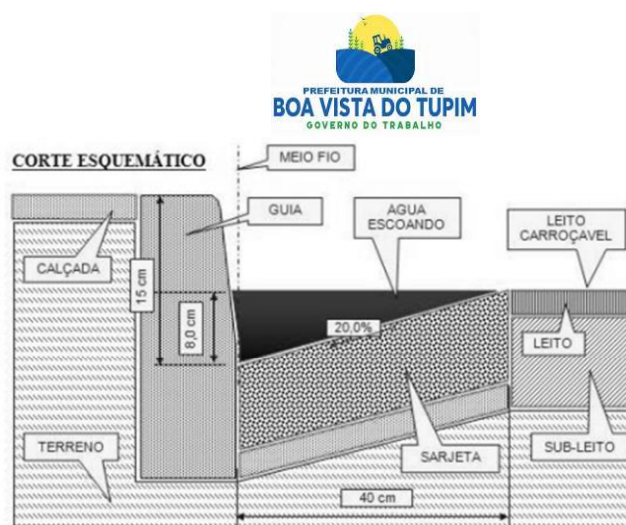 PREFEITURA MUNICIPAL DE
BOA VISTA DO TUPIM
GOVERNO DO TRABALHO
CORTE ESQUEMÁTICO
MEIO FIO
GUIA
AGUA
ESCOANDO
LEITO
CARROÇAVEL
CALÇADA
15 cm
8,0 cm
20,0%
LEITO
TERRENO
SARJETA
SUB-LEITO
40 cm